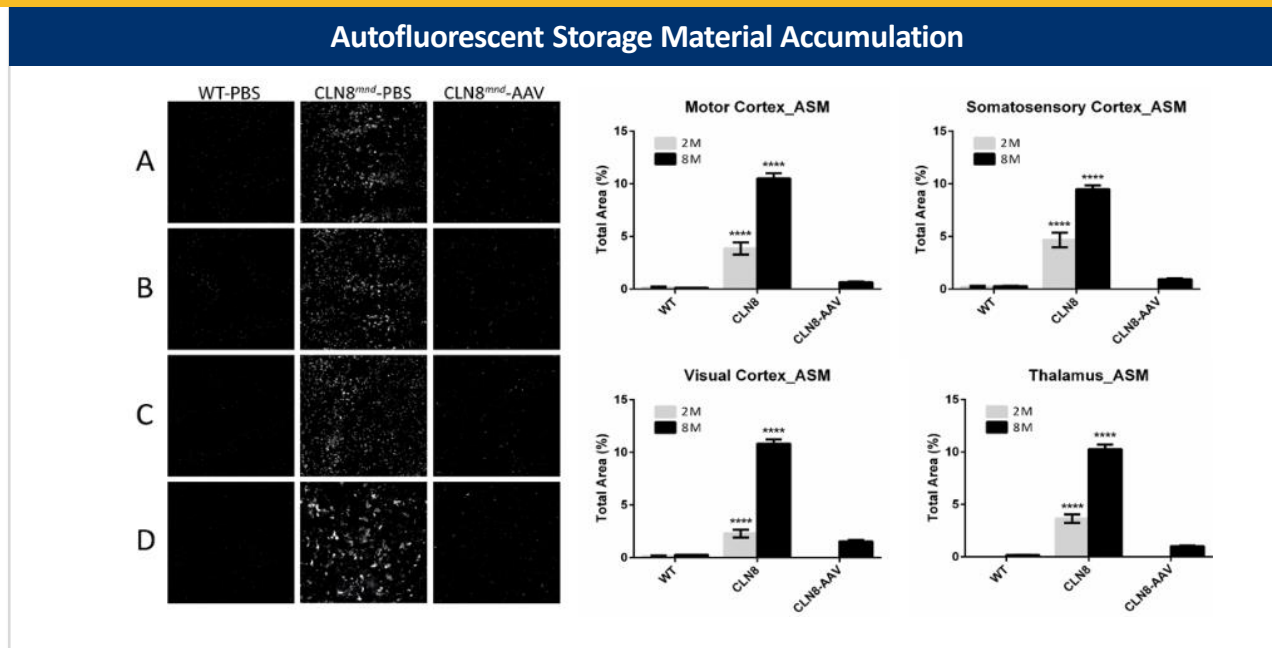 Autofluorescent Storage Material Accumulation
WT-PBS CLN8mnd-PBS CLN8mnd-AAV
A
B
C
D
Motor Cortex_ASM
2M
8M
Total Area (%)
15
10
5
0
****
****
WT CLN8 CLN8-AAV
Somatosensory Cortex_ASM
2M
8M
Total Area (%)
15
10
5
0
****
****
WT CLN8 CLN8-AAV
Visual Cortex_ASM
2M
8M
Total Area (%)
15
10
5
0
****
****
WT CLN8 CLN8-AAV
Thalamus_ASM
2M
8M
Total Area (%)
15
10
5
0
****
****
WT CLN8 CLN8-AAV